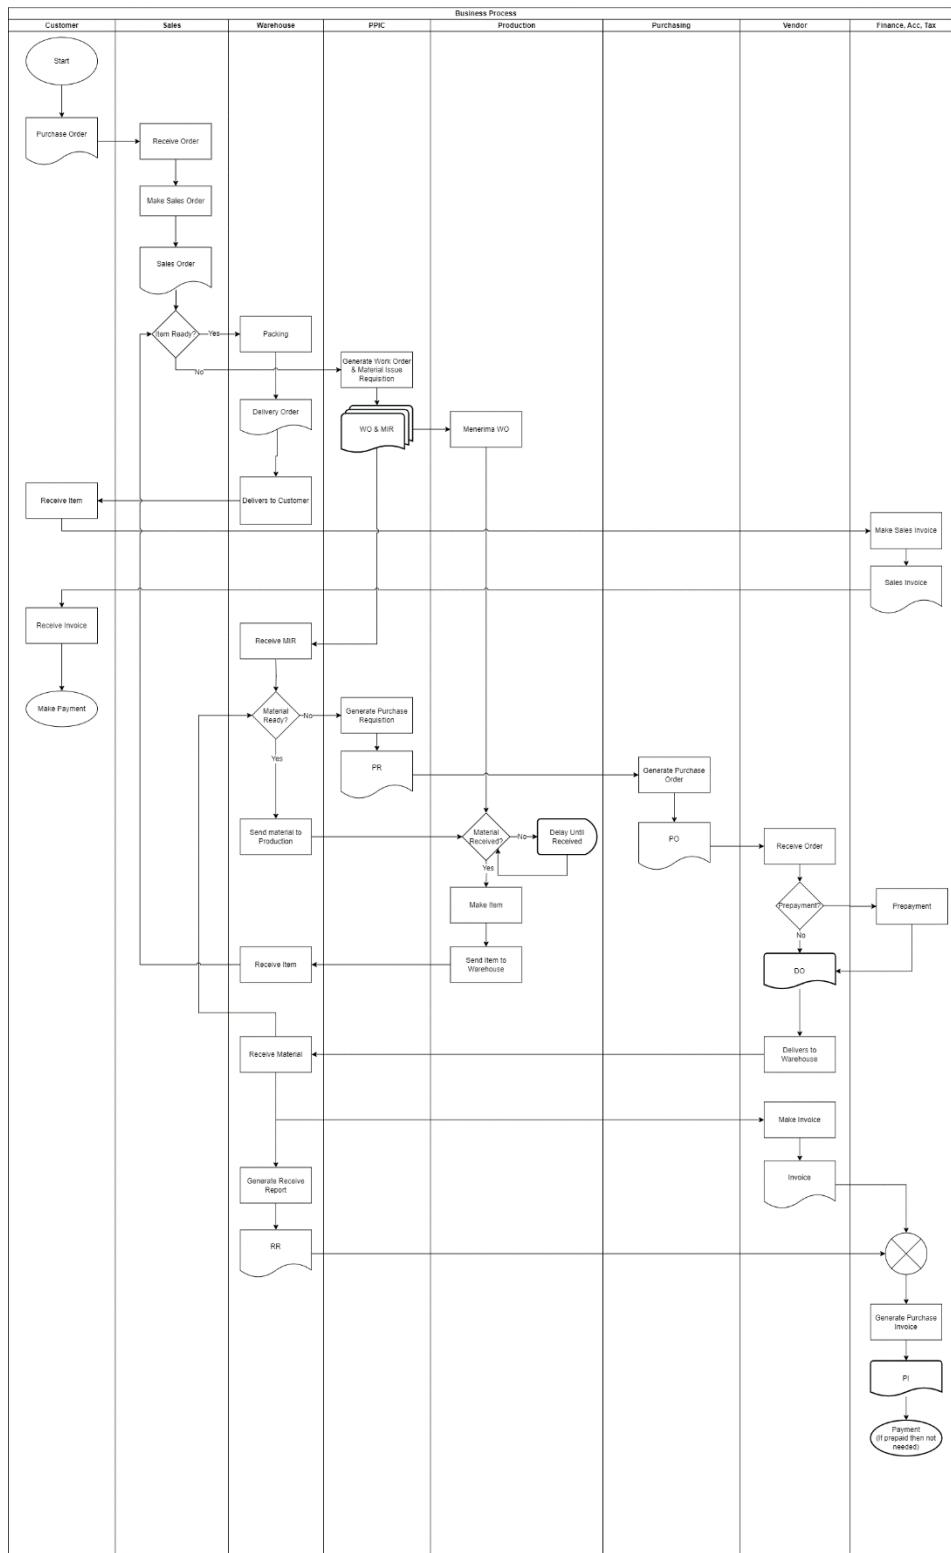 Business Process
Customer
Sales
Warehouse
PPIC
Production
Purchasing
Vendor
Finance, Acc, Tax
Start
Purchase Order
Receive Order
Make Sales Order
Sales Order
Item Ready?
Yes
Packing
No
Generate Work Order
& Material Issue
Requisition
Delivery Order
WO & MIR
Menerima WO
Receive Item
Delivers to Customer
Make Sales Invoice
Sales Invoice
Receive Invoice
Receive MIR
Make Payment
Material
Ready?
No
Generate Purchase
Requisition
Yes
PR
Generate Purchase
Order
Send material to
Production
Material
Received?
No
Delay Until
Received
PO
Receive Order
Yes
Make Item
Prepayment?
Prepayment
No
Receive Item
Send Item to
Warehouse
DO
Receive Material
Delivers to
Warehouse
Make Invoice
Generate Receive
Report
Invoice
RR
Generate Purchase
Invoice
PI
Payment
(If prepaid then not
needed)